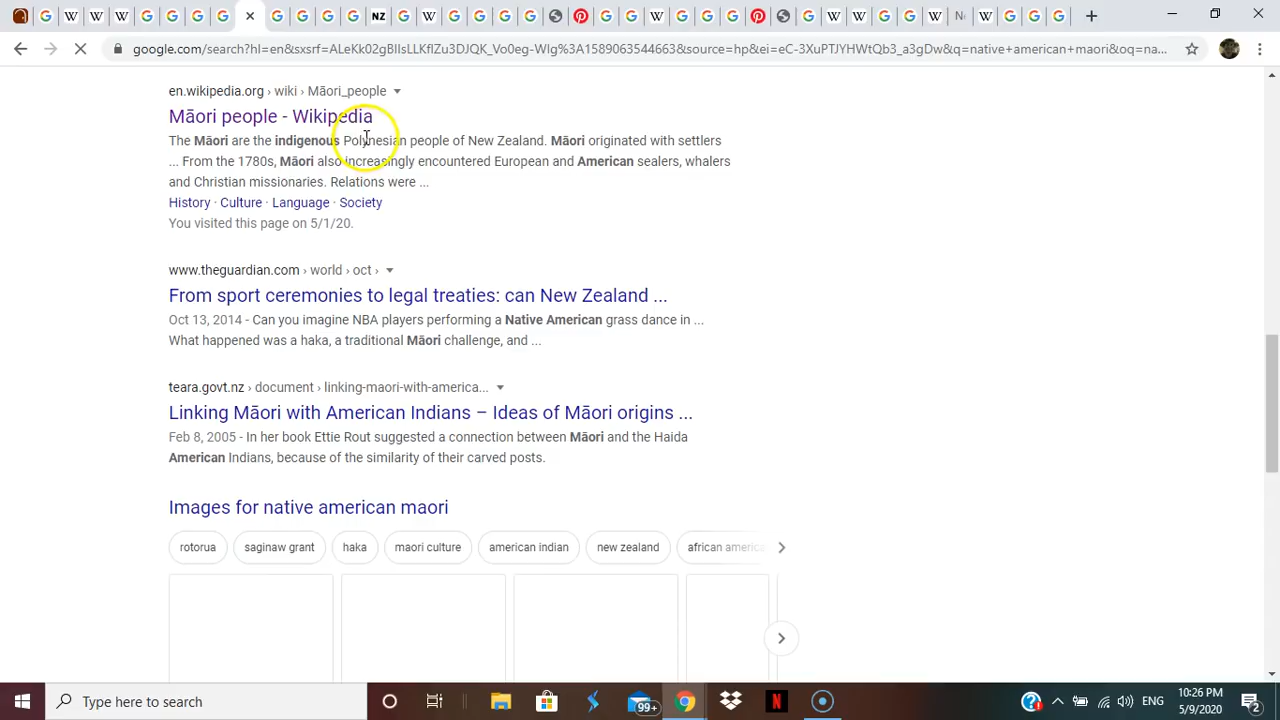 google.com/search?hl=en&sxsrf=ALeKk02gBIlsLLKflZu3DJQK_Vo0eg-WIg%3A1589063544663&source=hp&ei=eC-3XuPTJYHWtQb3_a3gDw&q=native+american+maori&oq=na...
en.wikipedia.org › wiki › Māori_people
Māori people - Wikipedia
The Māori are the indigenous Polynesian people of New Zealand. Māori originated with settlers
... From the 1780s, Māori also increasingly encountered European and American sealers, whalers
and Christian missionaries. Relations were ...
History · Culture · Language · Society
You visited this page on 5/1/20.
www.theguardian.com › world › oct ›
From sport ceremonies to legal treaties: can New Zealand ...
Oct 13, 2014 - Can you imagine NBA players performing a Native American grass dance in ...
What happened was a haka, a traditional Māori challenge, and ...
teara.govt.nz › document › linking-maori-with-america...
Linking Māori with American Indians – Ideas of Māori origins ...
Feb 8, 2005 - In her book Ettie Rout suggested a connection between Māori and the Haida
American Indians, because of the similarity of their carved posts.
Images for native american maori
rotorua saginaw grant haka maori culture american indian new zealand african america
Type here to search
99+
ENG
10:26 PM
5/9/2020
2